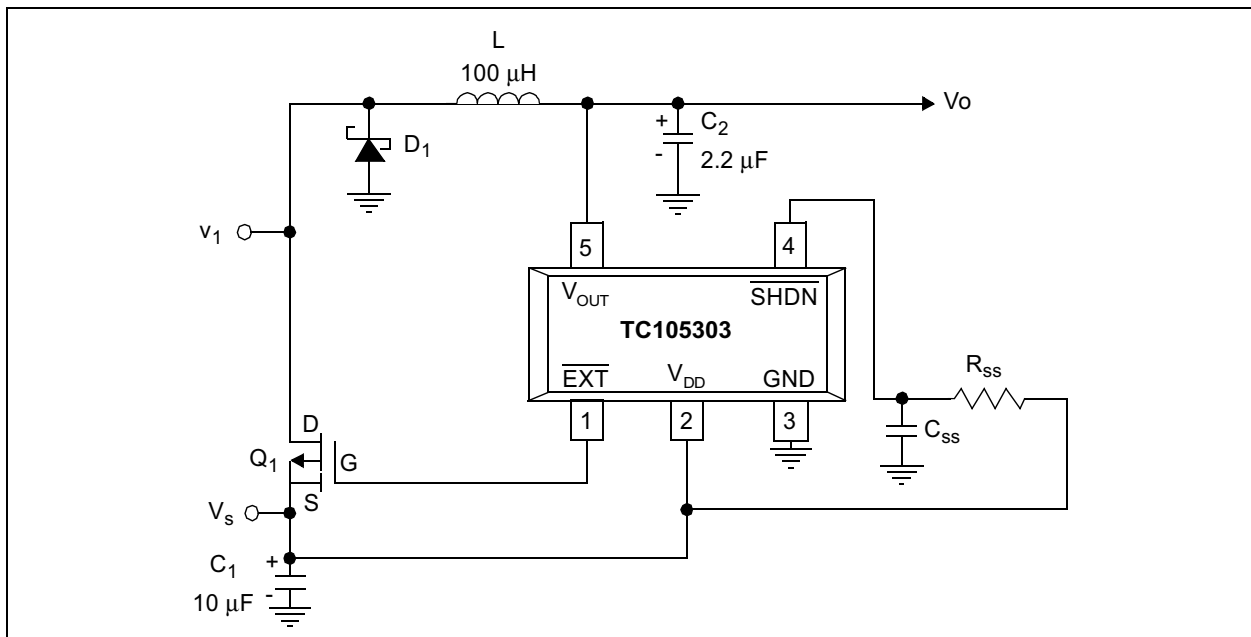 L
100 μH
Vo
+
C2
-
2.2 μF
D1
v1
5
4
VOUT
SHDN
TC105303
EXT
VDD
GND
1
2
3
Rss
Css
D
Q1
G
S
Vs
C1
+
10 μF
-